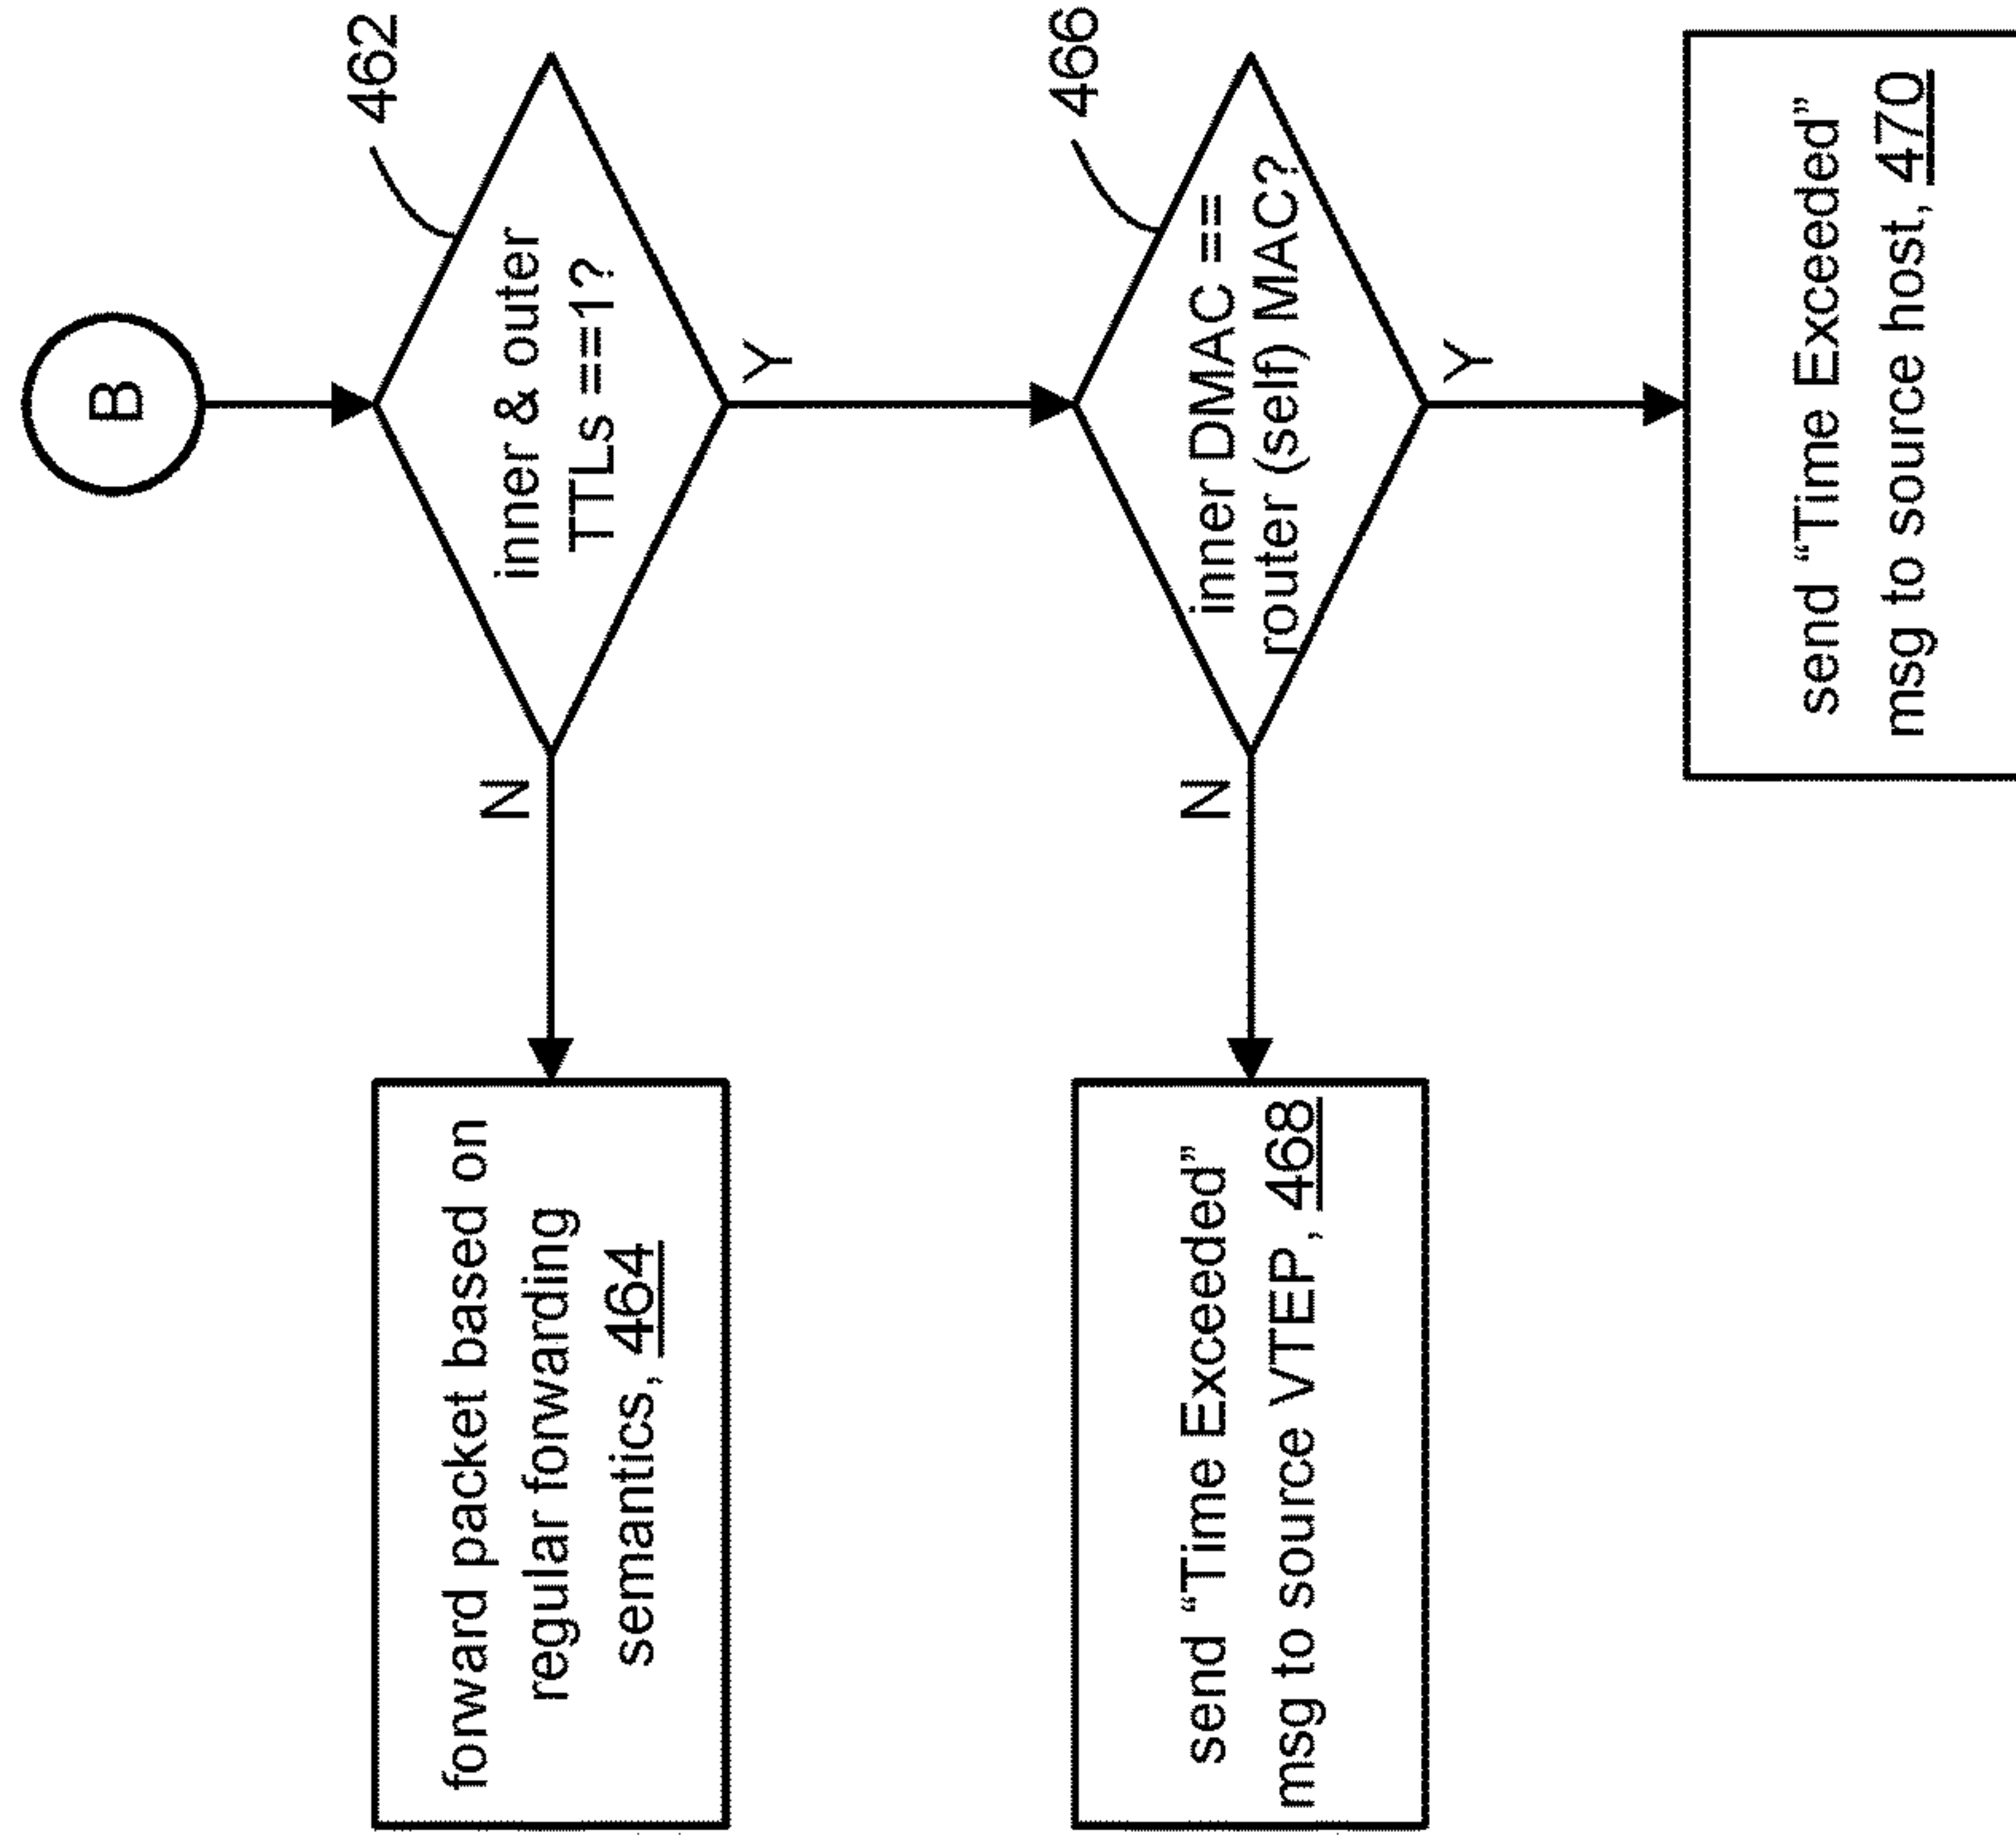 B
462
inner & outer
TTLs ==1?
N
Y
forward packet based on
regular forwarding
semantics, 464
466
inner DMAC ==
router (self) MAC?
N
Y
send “Time Exceeded”
msg to source VTEP, 468
send “Time Exceeded”
msg to source host, 470